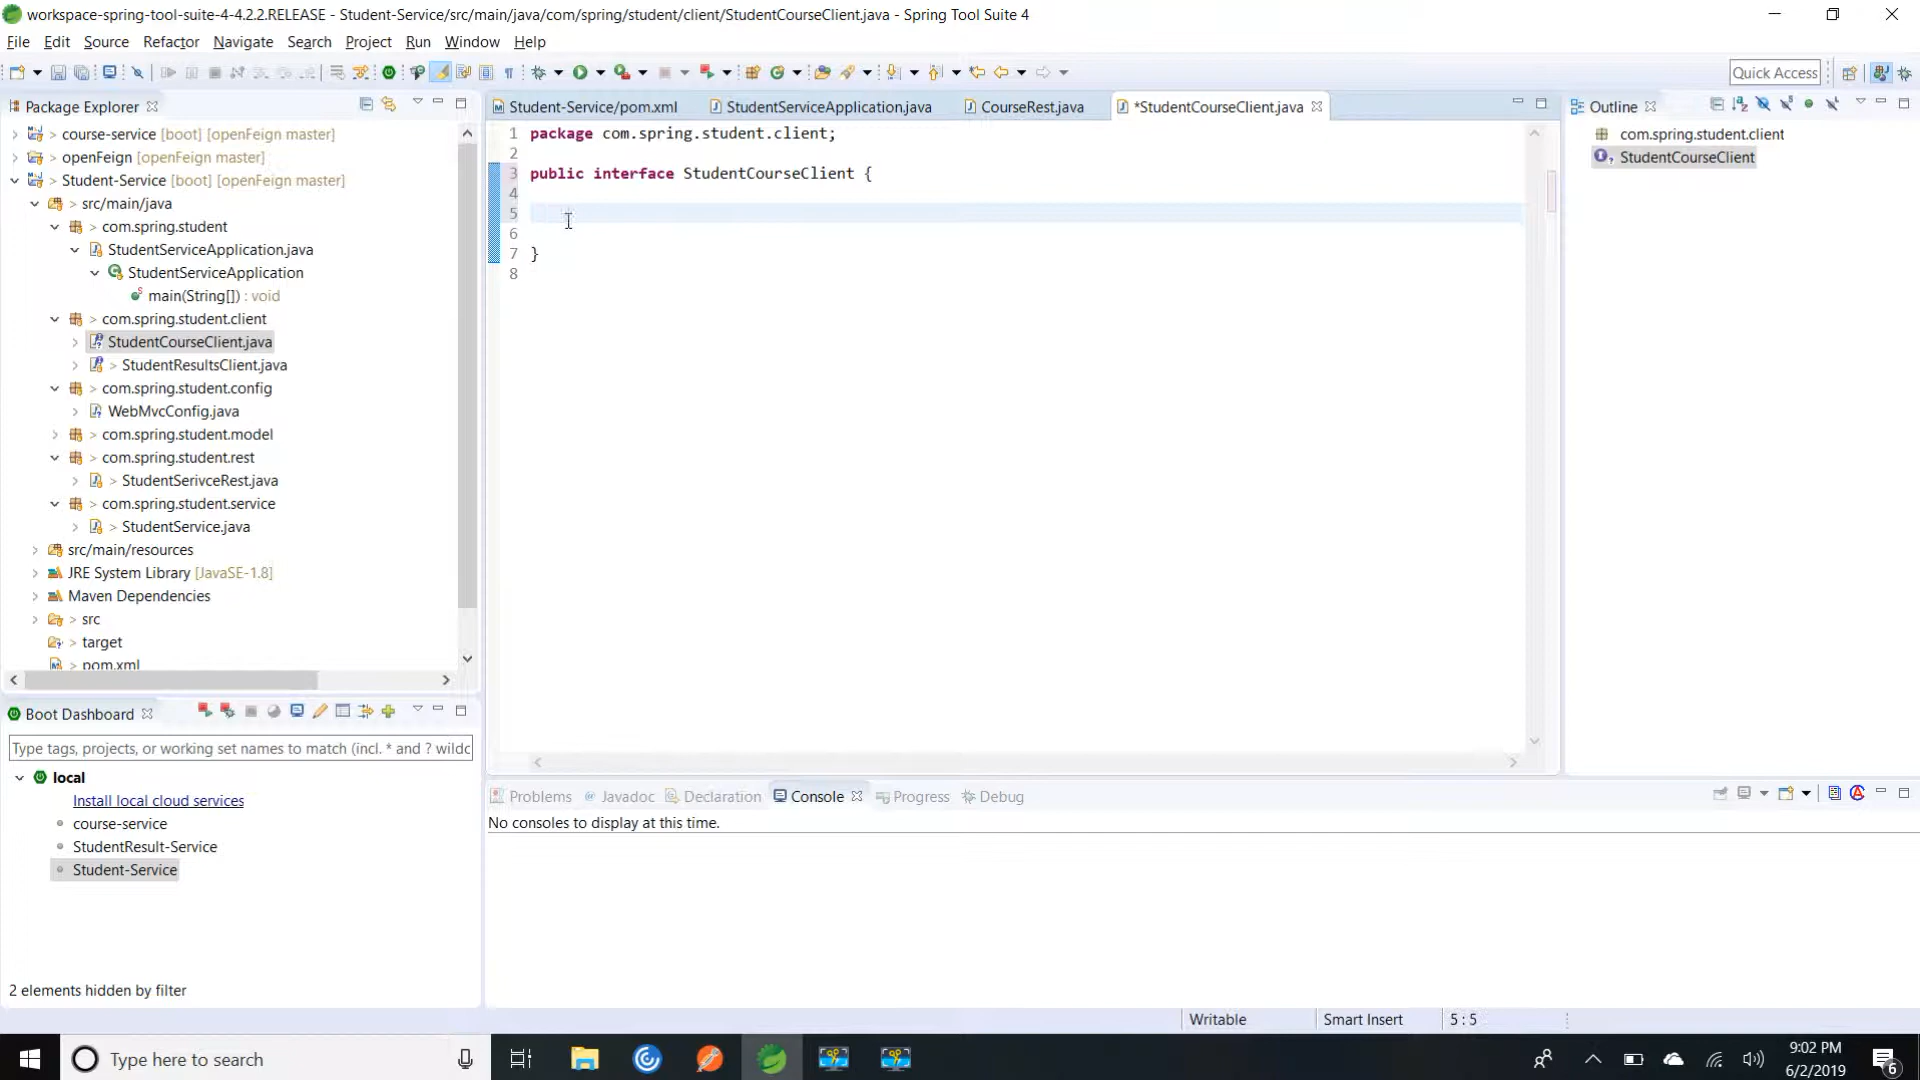 workspace-spring-tool-suite-4-4.2.2.RELEASE - Student-Service/src/main/java/com/spring/student/client/StudentCourseClient.java - Spring Tool Suite 4
File Edit Source Refactor Navigate Search Project Run Window Help
Quick Access
Package Explorer
> course-service [boot] [openFeign master]
> openFeign [openFeign master]
> Student-Service [boot] [openFeign master]
> src/main/java
> com.spring.student
StudentServiceApplication.java
StudentServiceApplication
main(String[]) : void
> com.spring.student.client
StudentCourseClient.java
> StudentResultsClient.java
> com.spring.student.config
WebMvcConfig.java
> com.spring.student.model
> com.spring.student.rest
> StudentSerivceRest.java
> com.spring.student.service
> StudentService.java
> src/main/resources
JRE System Library [JavaSE-1.8]
Maven Dependencies
> src
> target
> pom.xml
Boot Dashboard
Type tags, projects, or working set names to match (incl. * and ? wildc
local
Install local cloud services
course-service
StudentResult-Service
Student-Service
2 elements hidden by filter
Student-Service/pom.xml StudentServiceApplication.java CourseRest.java *StudentCourseClient.java
1 package com.spring.student.client;
2
3 public interface StudentCourseClient {
4
5
6
7 }
8
Outline
com.spring.student.client
StudentCourseClient
Problems @ Javadoc Declaration Console Progress Debug
No consoles to display at this time.
Writable Smart Insert 5 : 5
Type here to search
9:02 PM
6/2/2019
6